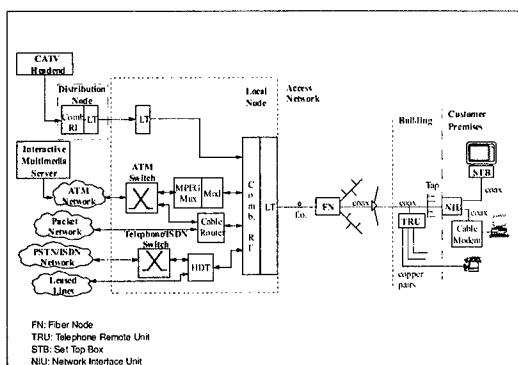 CATV
Headend
Distribution
Node
Comb
RF
LT
LT
Local
Node
Access
Network
Building
Customer
Premises
Interactive
Multimedia
Server
ATM
Network
ATM
Switch
MPEG
Mux
Mod
Cable
Router
Packet
Network
Telephone/ISDN
Switch
PSTN/ISDN
Network
HDT
Leased
Lines
Comb. RF
LT
f.o.
FN
coax
coax
Tap
TRU
NIU
STB
coax
coax
Cable
Modem
copper
pairs
FN: Fiber Node
TRU: Telephone Remote Unit
STB: Set Top Box
NIU: Network Interface Unit